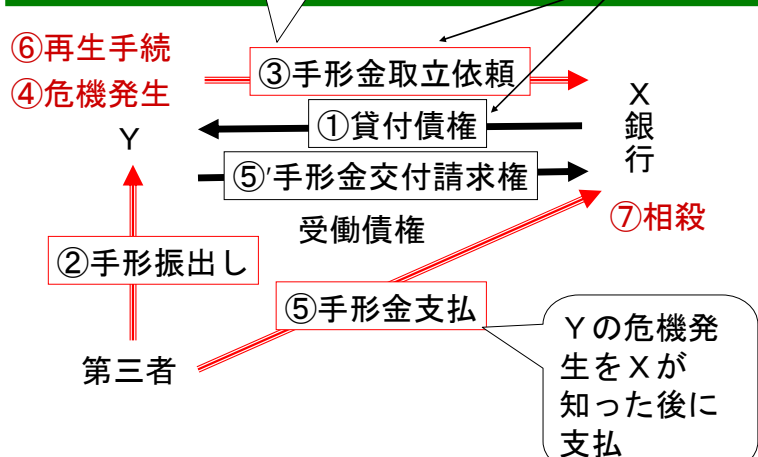 ⑥再生手続
④危機発生
③手形金取立依頼
Y
①貸付債権
X
銀
行
⑤'手形金交付請求権
受働債権
⑦相殺
②手形振出し
⑤手形金支払
第三者
Yの危機発
生をXが
知った後に
支払